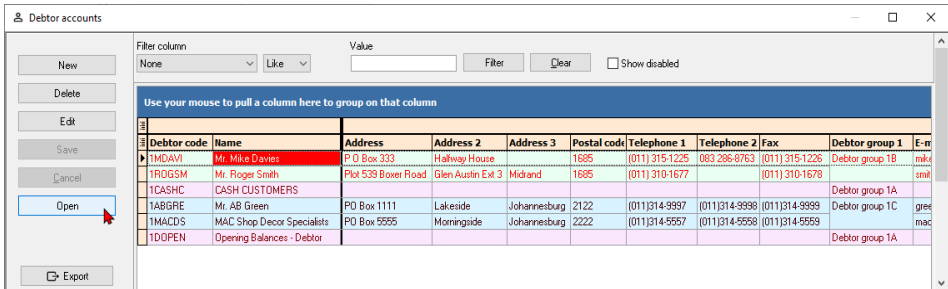 Debtor accounts
New
Delete
Edit
Save
Cancel
Open
Export
Filter column
Value
None
Like
Filter
Clear
Show disabled
Use your mouse to pull a column here to group on that column
Debtor code Name Address Address 2 Address 3 Postal code Telephone 1 Telephone 2 Fax Debtor group 1 E-m
1MDAVI Mr. Mike Davies P O Box 333 Halfway House 1685 (011) 315-1225 083 286-8763 (011) 315-1226 Debtor group 1B mike
1ROGSM Mr. Roger Smith Plot 539 Boxer Road Glen Austin Ext 3 Midrand 1685 (011) 310-1677 (011) 310-1678 smit
1CASHC CASH CUSTOMERS Debtor group 1A
1ABGRE Mr. AB Green PO Box 1111 Lakeside Johannesburg 2122 (011)314-9997 (011)314-9998 (011)314-9999 Debtor group 1C gree
1MACDS MAC Shop Decor Specialists PO Box 5555 Morningside Johannesburg 2222 (011)314-5557 (011)314-5558 (011)314-5559 mac
1DOPEN Opening Balances - Debtor Debtor group 1A